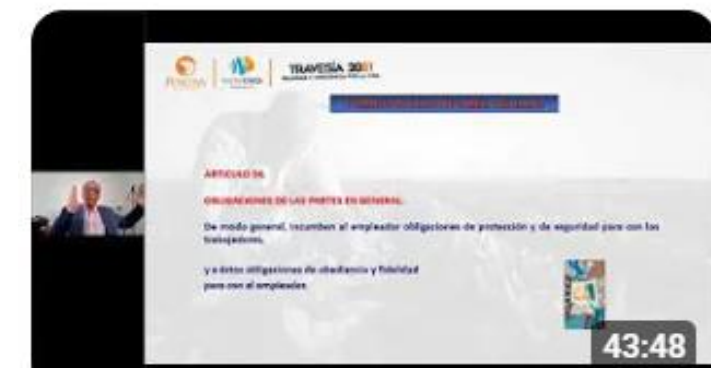 TRAVESÍA 2021
ARTICULO 56.
OBLIGACIONES DE LAS PARTES EN GENERAL.
De modo general, incumben al empleador obligaciones de protección y de seguridad para con los
trabajadores,
y a éstos obligaciones de obediencia y fidelidad
para con el empleador.
43:48